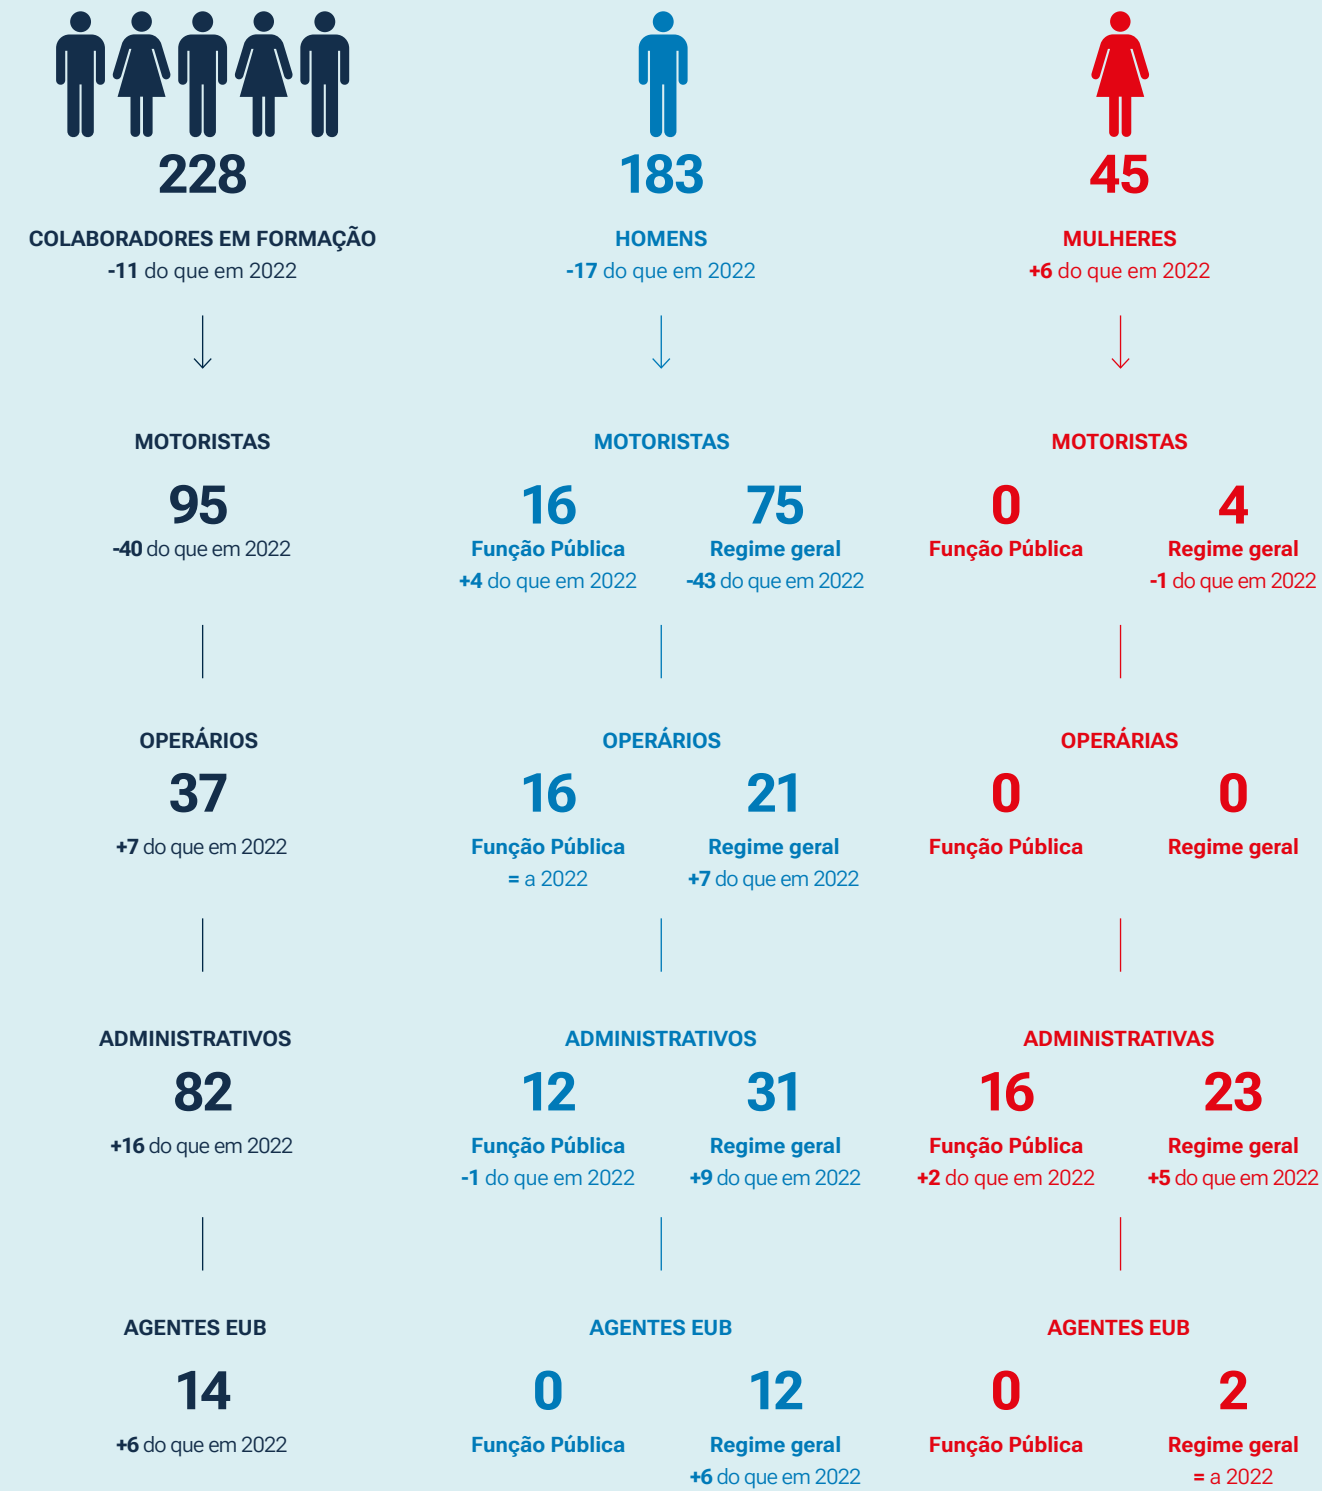 228
183
45
COLABORADORES EM FORMAÇÃO
HOMENS
MULHERES
-11 do que em 2022
-17 do que em 2022
+6 do que em 2022
MOTORISTAS
MOTORISTAS
MOTORISTAS
95
16
75
0
4
-40 do que em 2022
Função Pública
Regime geral
Função Pública
Regime geral
+4 do que em 2022
-43 do que em 2022
-1 do que em 2022
OPERÁRIOS
OPERÁRIOS
OPERÁRIAS
37
16
21
0
0
+7 do que em 2022
Função Pública
Regime geral
Função Pública
Regime geral
= a 2022
+7 do que em 2022
ADMINISTRATIVOS
ADMINISTRATIVOS
ADMINISTRATIVAS
82
12
31
16
23
+16 do que em 2022
Função Pública
Regime geral
Função Pública
Regime geral
-1 do que em 2022
+9 do que em 2022
+2 do que em 2022
+5 do que em 2022
AGENTES EUB
AGENTES EUB
AGENTES EUB
14
0
12
0
2
+6 do que em 2022
Função Pública
Regime geral
Função Pública
Regime geral
+6 do que em 2022
= a 2022